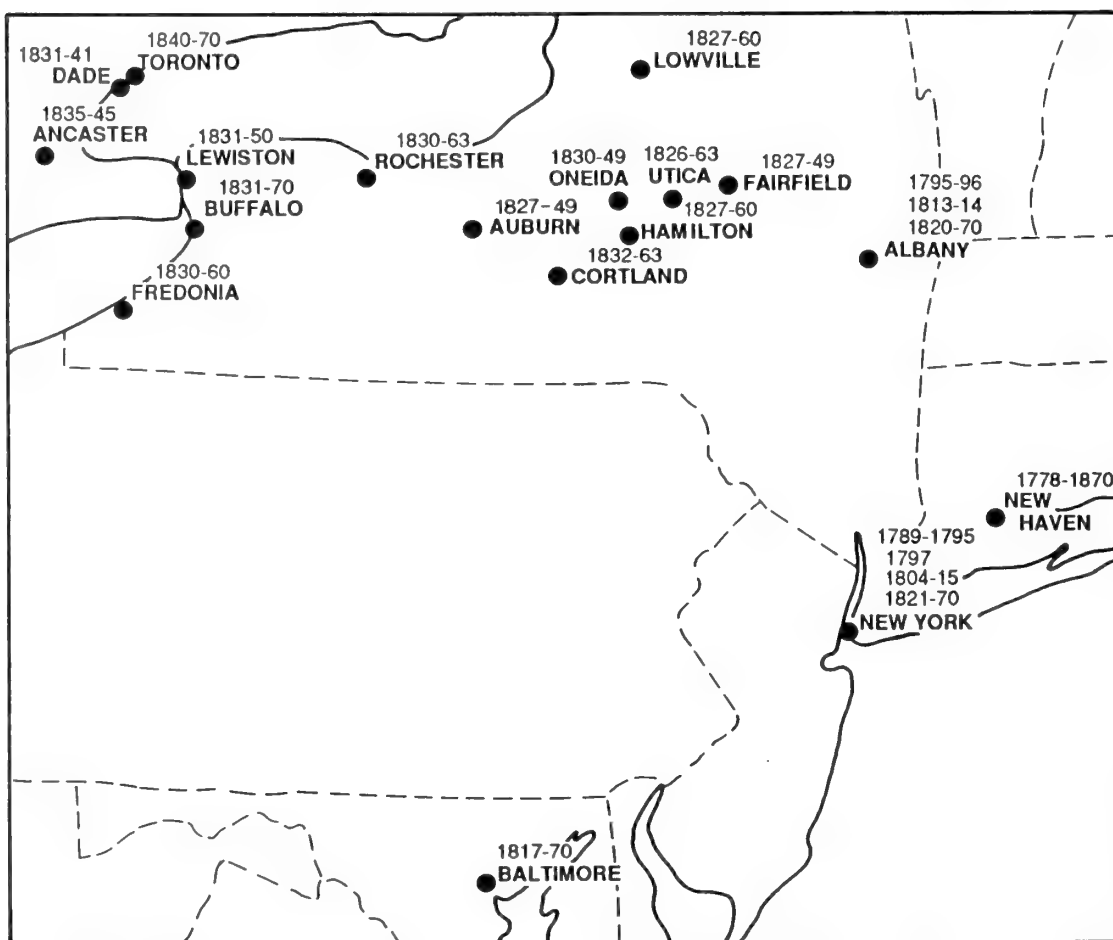 1840-70
TORONTO
1831-41
DADE
1835-45
ANCASTER
1831-50
LEWISTON
1831-70
BUFFALO
1830-60
FREDONIA
1830-63
ROCHESTER
1827-60
LOWVILLE
1830-49
ONEIDA
1826-63
UTICA
1827-49
FAIRFIELD
1827-49
AUBURN
1827-60
HAMILTON
1832-63
CORTLAND
1795-96
1813-14
1820-70
ALBANY
1778-1870
NEW
HAVEN
1789-1795
1797
1804-15
1821-70
NEW YORK
1817-70
BALTIMORE